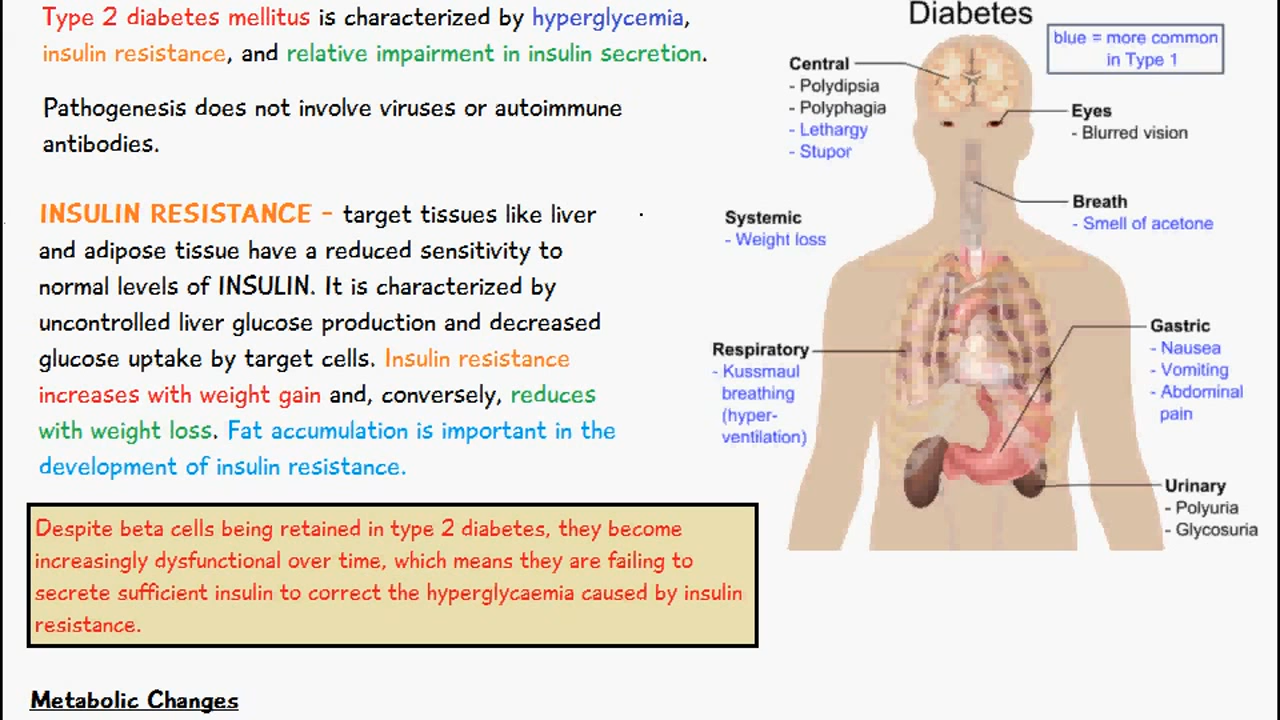 Type 2 diabetes mellitus is characterized by hyperglycemia,
insulin resistance, and relative impairment in insulin secretion.
Pathogenesis does not involve viruses or autoimmune
antibodies.
INSULIN RESISTANCE - target tissues like liver
and adipose tissue have a reduced sensitivity to
normal levels of INSULIN. It is characterized by
uncontrolled liver glucose production and decreased
glucose uptake by target cells. Insulin resistance
increases with weight gain and, conversely, reduces
with weight loss. Fat accumulation is important in the
development of insulin resistance.
Despite beta cells being retained in type 2 diabetes, they become
increasingly dysfunctional over time, which means they are failing to
secrete sufficient insulin to correct the hyperglycaemia caused by insulin
resistance.
Metabolic Changes
Diabetes
blue = more common
in Type 1
Central
- Polydipsia
- Polyphagia
- Lethargy
- Stupor
Eyes
- Blurred vision
Breath
- Smell of acetone
Systemic
- Weight loss
Respiratory
- Kussmaul
breathing
(hyper-
ventilation)
Gastric
- Nausea
- Vomiting
- Abdominal
pain
Urinary
- Polyuria
- Glycosuria